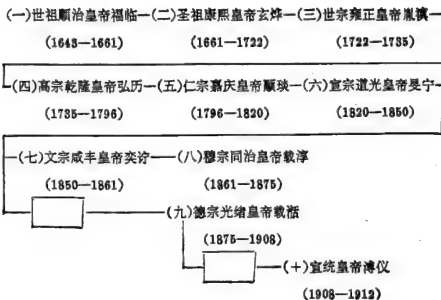 (一)世祖顺治皇帝福临—(二)圣祖康熙皇帝玄烨—(三)世宗雍正皇帝胤禛
(1643—1661) (1661—1722) (1722—1735)
(四)高宗乾隆皇帝弘历—(五)仁宗嘉庆皇帝颙琰—(六)宣宗道光皇帝旻宁
(1735—1796) (1796—1820) (1820—1850)
(七)文宗咸丰皇帝奕詝—(八)穆宗同治皇帝载淳
(1850—1861) (1861—1875)
(九)德宗光绪皇帝载湉
(1875—1908)
(十)宣统皇帝溥仪
(1908—1912)